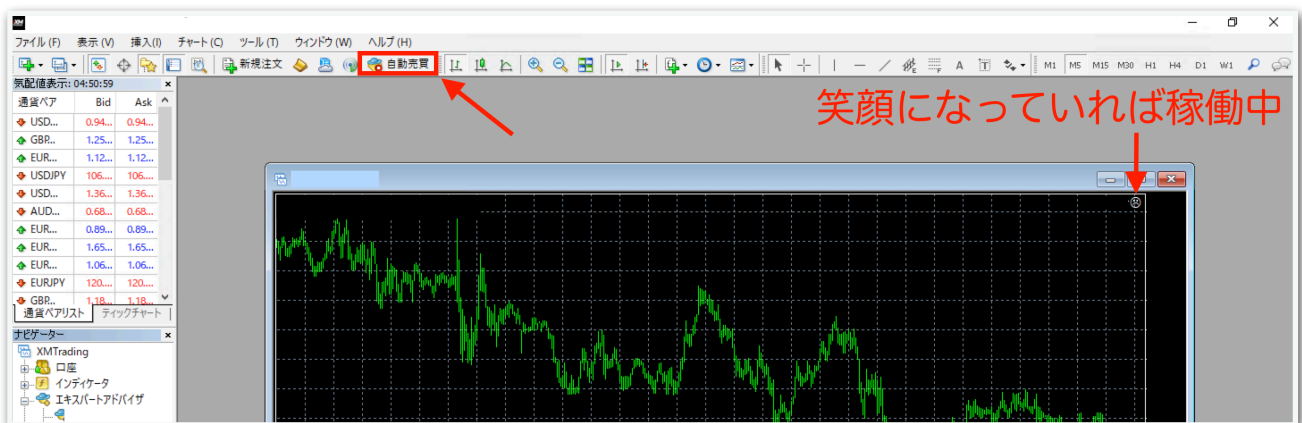 XM
ファイル (F) 表示 (V) 挿入(I) チャート (C) ツール (T) ウィンドウ (W) ヘルプ (H)
新規注文 自動売買 A T M1 M5 M15 M30 H1 H4 D1 W1
気配値表示: 04:50:59
通貨ペア Bid Ask
USD... 0.94... 0.94...
GBP... 1.25... 1.25...
EUR... 1.12... 1.12...
USDJPY 106.... 106....
USD... 1.36... 1.36...
AUD... 0.68... 0.68...
EUR... 0.89... 0.89...
EUR... 1.65... 1.65...
EUR... 1.06... 1.06...
EURJPY 120.... 120....
GBP... 1.18... 1.18...
通貨ペアリスト ティックチャート
ナビゲーター
XMTrading
口座
インディケータ
エキスパートアドバイザ
笑顔になっていれば稼働中